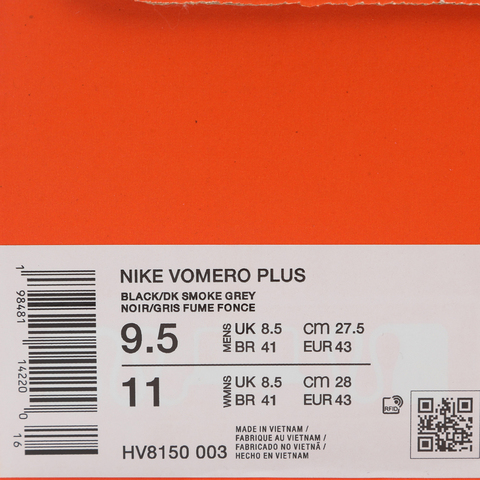 NIKE VOMERO PLUS
BLACK/DK SMOKE GREY
NOIR/GRIS FUME FONCE
9.5 MENS UK 8.5 CM 27.5
BR 41 EUR 43
11 WMNS UK 8.5 CM 28
BR 41 EUR 43
HV8150 003
MADE IN VIETNAM /
FABRIQUE AU VIETNAM /
FABRICADO NO VIETNÃ /
HECHO EN VIETNAM
RFID
1 98481 14220 0 16